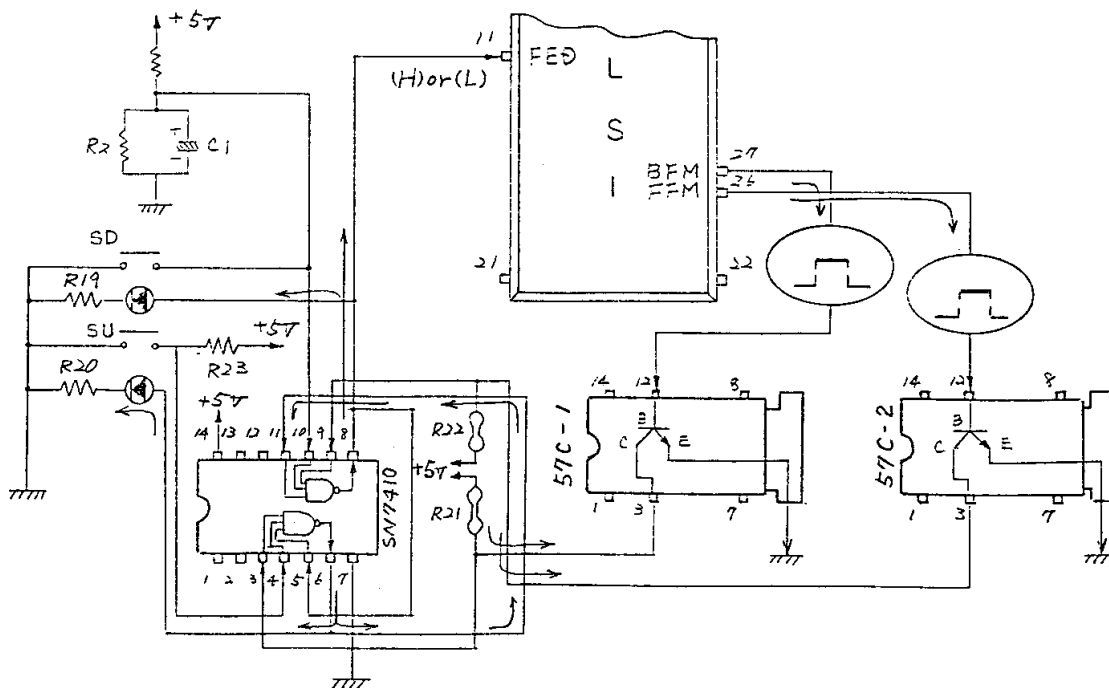 +5V
11
FED
(H)or(L)
L
S
I
R2
C1
27
BFM
26
FFM
SD
21
22
R19
SU
+5V
R20
R23
+5V
14 13 12 11 10 9 8
R22
+5V
R21
SN7410
1 2 3 4 5 6 7
14 12 8
B
C E
57C-1
1 3 7
14 12 8
B
C E
57C-2
1 3 7